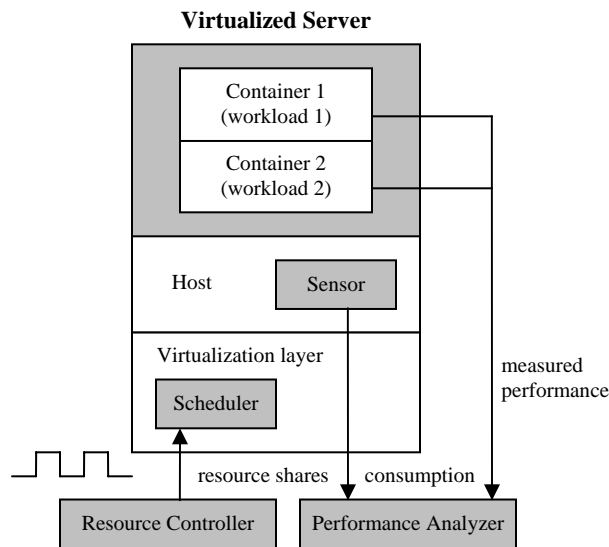 Virtualized Server
Container 1
(workload 1)
Container 2
(workload 2)
Host
Sensor
Virtualization layer
Scheduler
measured
performance
resource shares
consumption
Resource Controller
Performance Analyzer